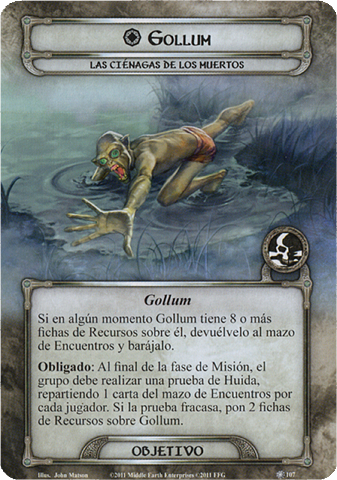 Gollum
Las Ciénagas de los Muertos
Gollum
Si en algún momento Gollum tiene 8 o más
fichas de Recursos sobre él, devuélvelo al mazo
de Encuentros y barájalo.
Obligado: Al final de la fase de Misión, el
grupo debe realizar una prueba de Huida,
repartiendo 1 carta del mazo de Encuentros por
cada jugador. Si la prueba fracasa, pon 2 fichas
de Recursos sobre Gollum.
Objetivo
Illus. John Matson
©2011 Middle Earth Enterprises ©2011 FFG
107